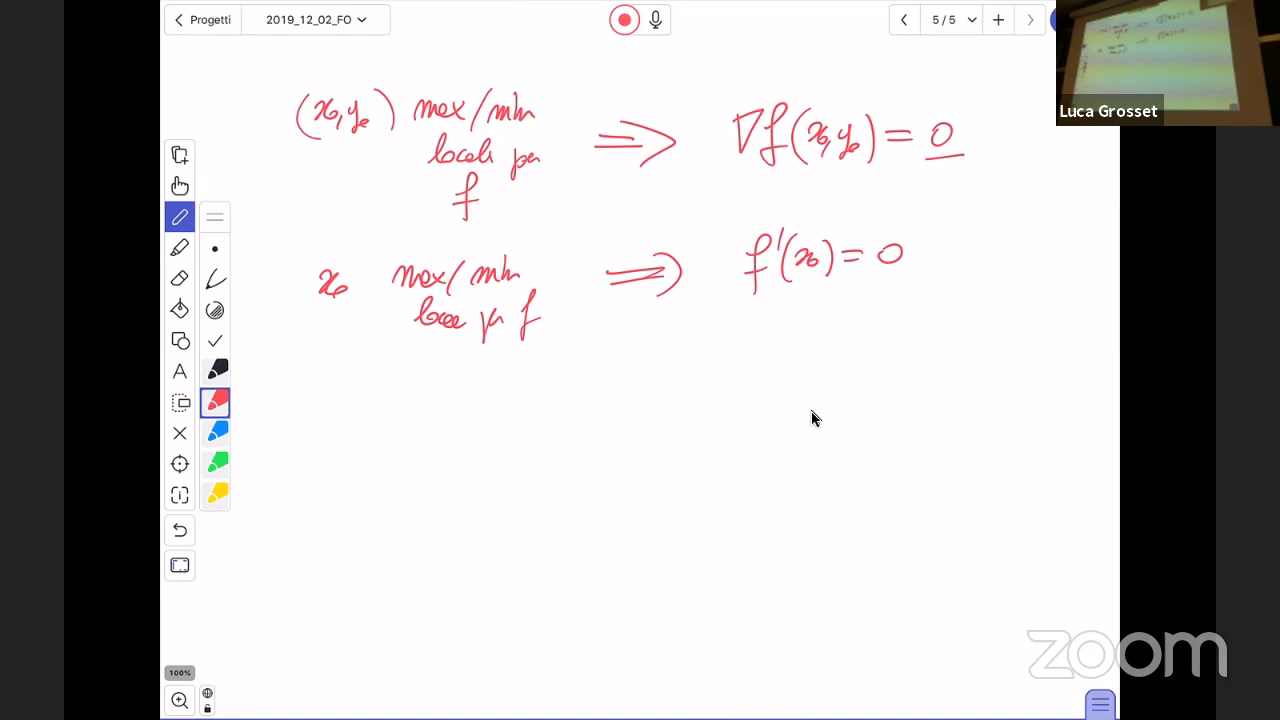 Progetti
2019_12_02_FO
5/5
Luca Grosset
(x₀,y₀) max/min ⇒ ∇f(x₀,y₀) = 0
locale per
f
x₀ max/min ⇒ f'(x₀) = 0
locale per f
A
100%
zoom